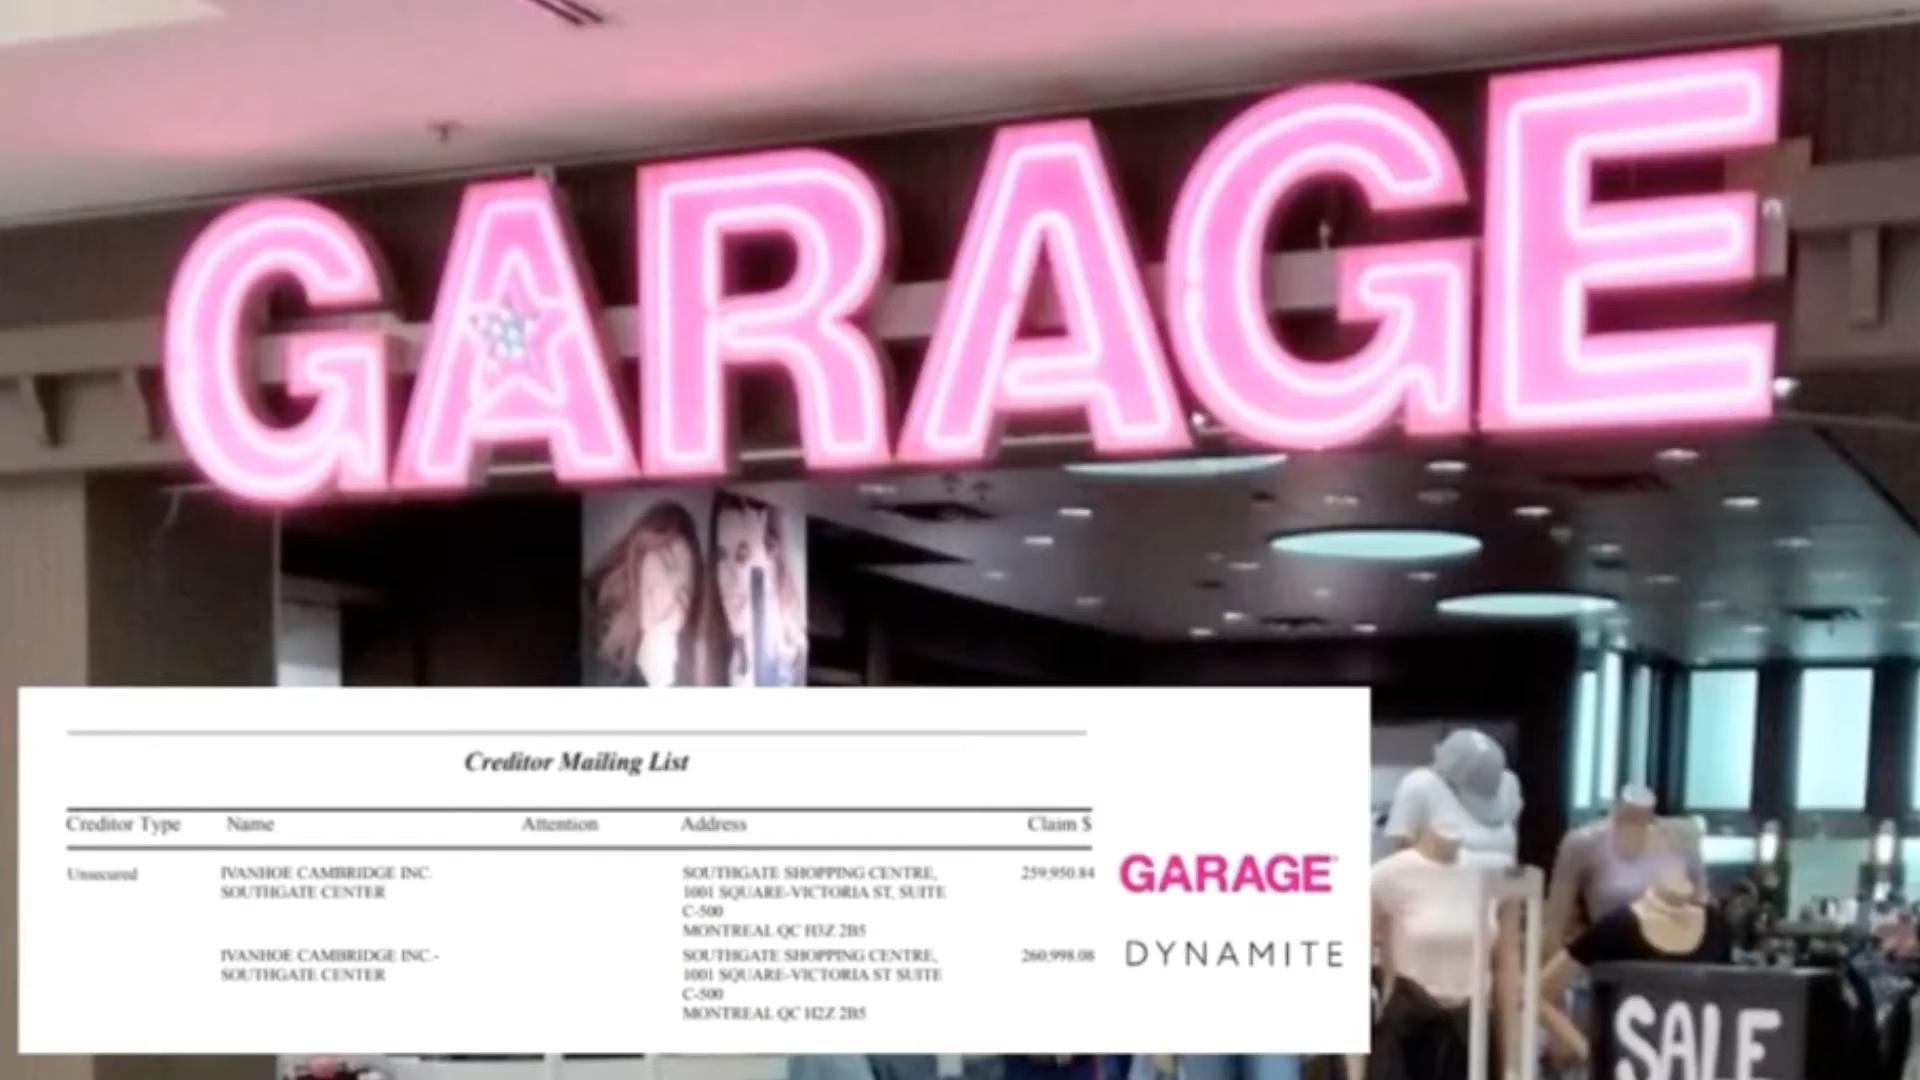 GARAGE
Creditor Mailing List
Creditor Type Name Attention Address Claim $
Unsecured IVANHOE CAMBRIDGE INC. SOUTHGATE SHOPPING CENTRE, 259,950.84
SOUTHGATE CENTER 1001 SQUARE-VICTORIA ST, SUITE
C-500
MONTREAL QC H3Z 2B5
IVANHOE CAMBRIDGE INC.- SOUTHGATE SHOPPING CENTRE, 260,998.08
SOUTHGATE CENTER 1001 SQUARE-VICTORIA ST SUITE
C-500
MONTREAL QC H2Z 2B5
GARAGE
DYNAMITE
SALE